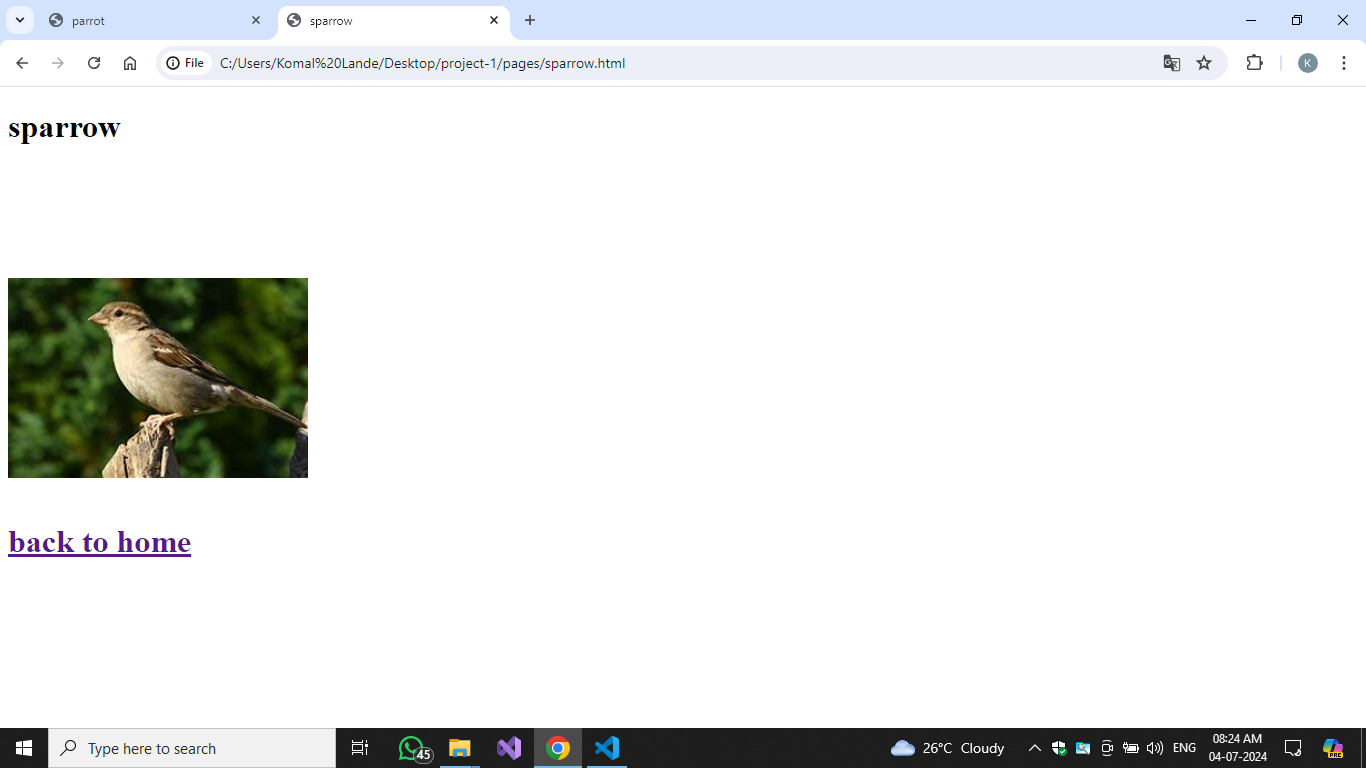 parrot
sparrow
File
C:/Users/Komal%20Lande/Desktop/project-1/pages/sparrow.html
K
sparrow
back to home
Type here to search
45
26°C Cloudy
ENG
08:24 AM
04-07-2024
PRE